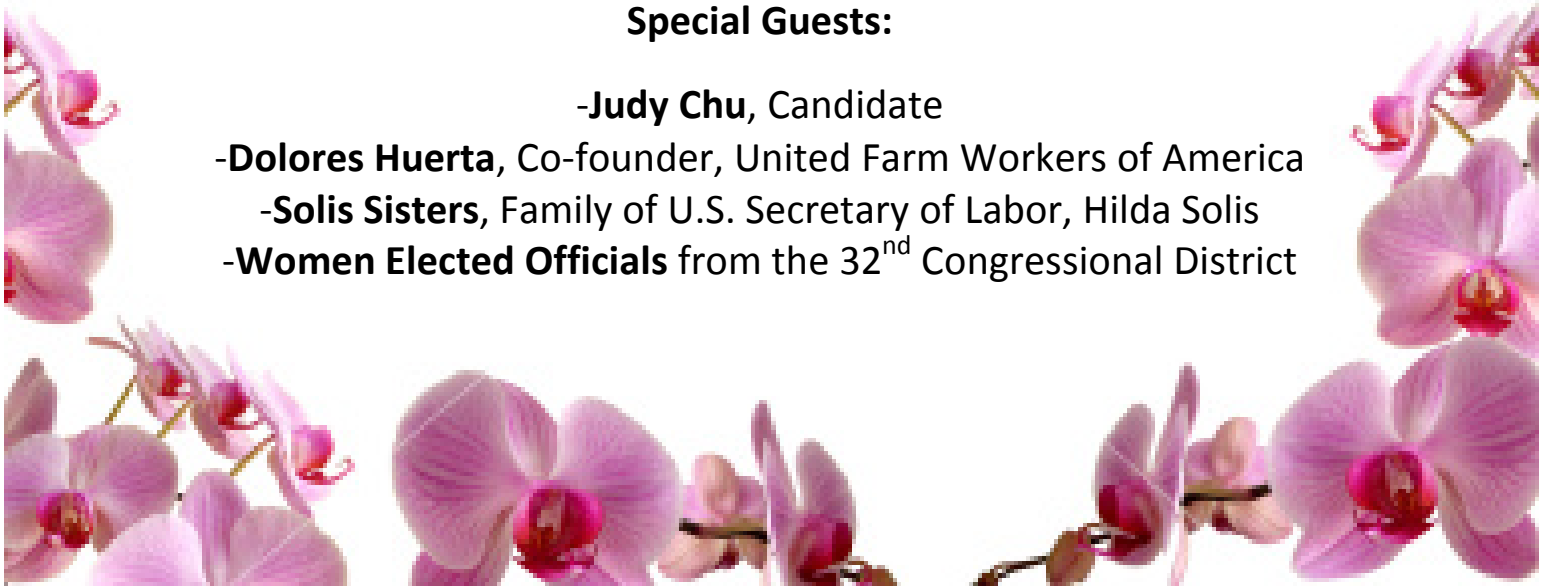 Special Guests:
-Judy Chu, Candidate
-Dolores Huerta, Co-founder, United Farm Workers of America
-Solis Sisters, Family of U.S. Secretary of Labor, Hilda Solis
-Women Elected Officials from the 32nd Congressional District